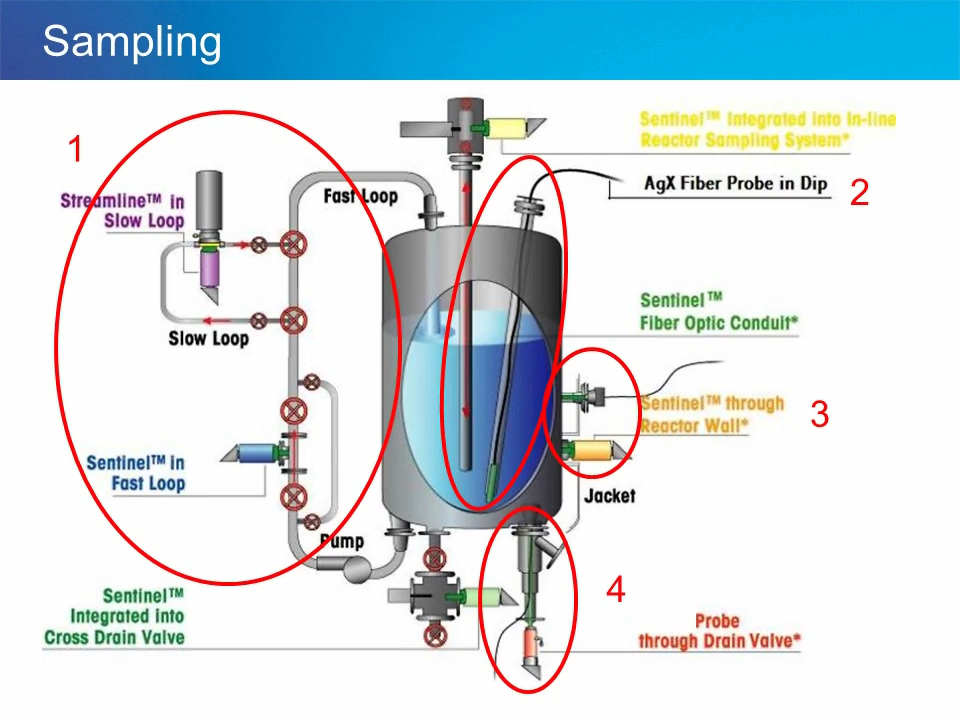 Sampling
1
Sentinel™ Integrated into In-line
Reactor Sampling System*
AgX Fiber Probe in Dip
2
Streamline™ in
Slow Loop
Fast Loop
Slow Loop
Sentinel™
Fiber Optic Conduit*
Sentinel™ through
Reactor Wall*
3
Sentinel™ in
Fast Loop
Jacket
Pump
4
Sentinel™
Integrated into
Cross Drain Valve
Probe
through Drain Valve*